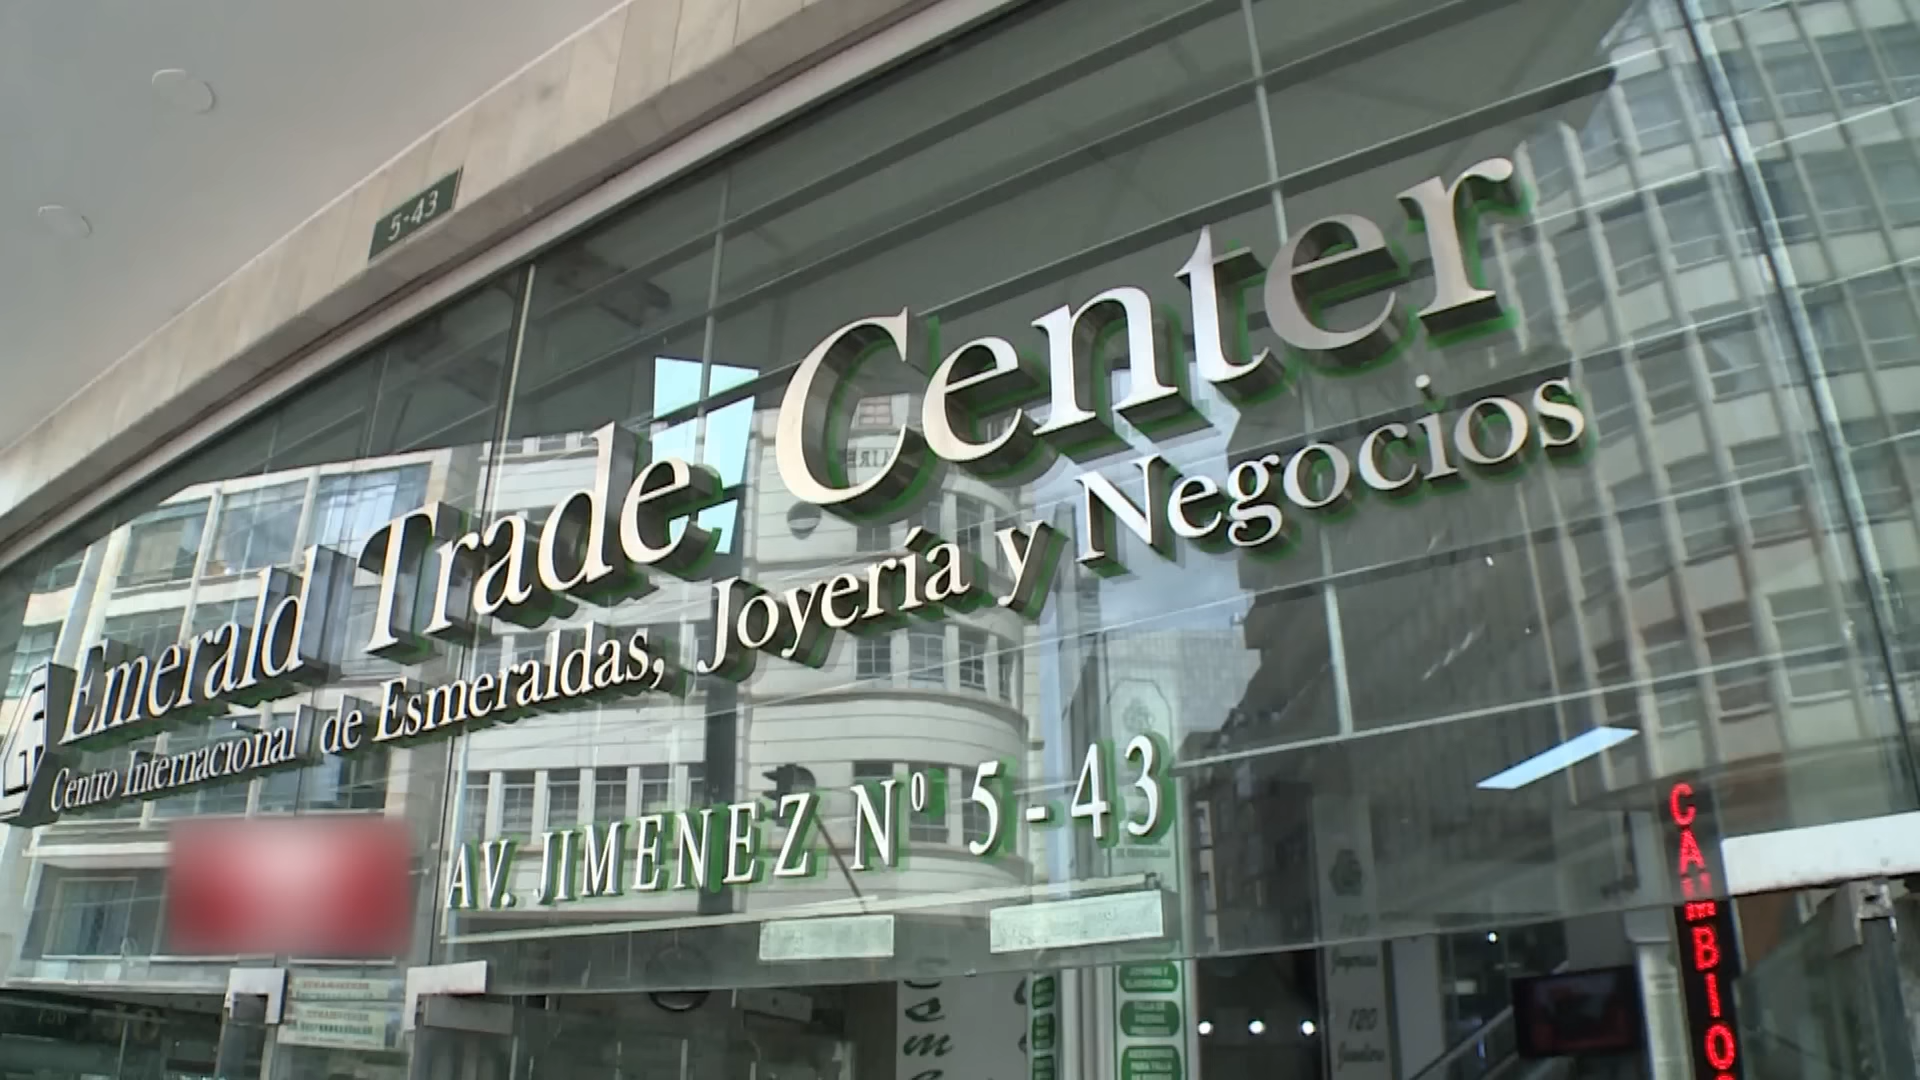 5-43
Emerald Trade Center
Centro Internacional de Esmeraldas, Joyería y Negocios
AV. JIMENEZ Nº 5-43
CAMBIOS